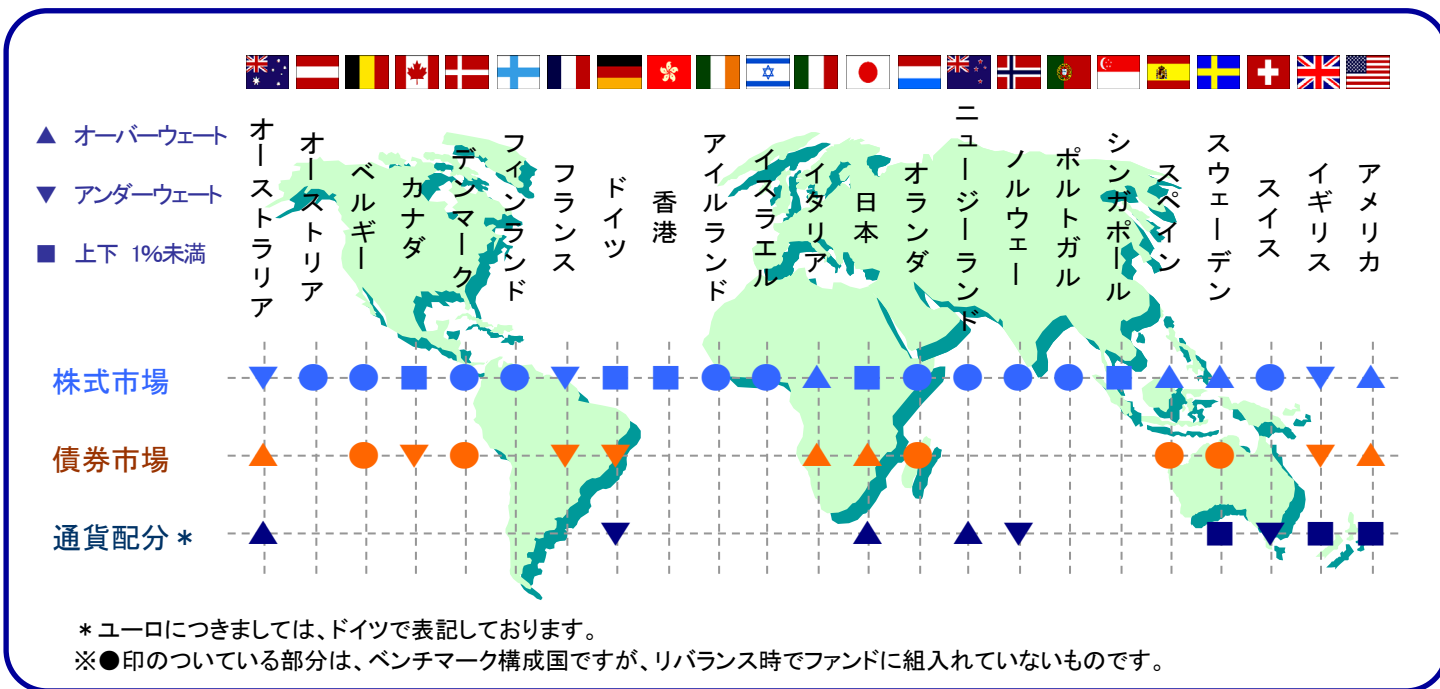 ▲ オーバーウェート
▼ アンダーウェート
■ 上下 1%未満
オーストラリア
オーストリア
ベルギー
カナダ
デンマーク
フィンランド
フランス
ドイツ
香港
アイルランド
イスラエル
イタリア
日本
オランダ
ニュージーランド
ノルウェー
ポルトガル
シンガポール
スペイン
スウェーデン
スイス
イギリス
アメリカ
株式市場
債券市場
通貨配分＊
＊ユーロにつきましては、ドイツで表記しております。
※●印のついている部分は、ベンチマーク構成国ですが、リバランス時でファンドに組入れていないものです。